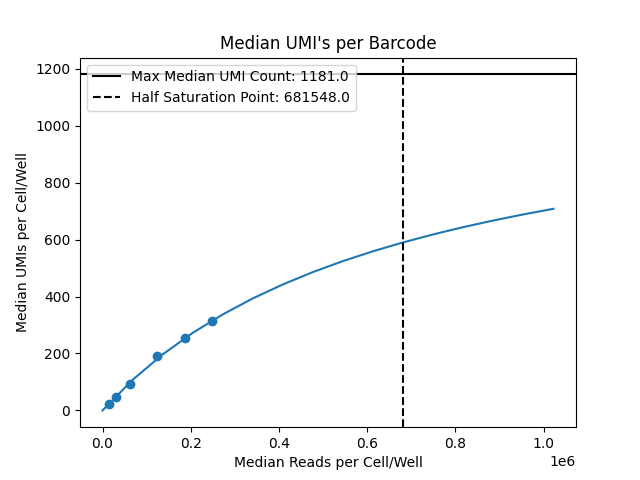 Median UMI's per Barcode
Max Median UMI Count: 1181.0
Half Saturation Point: 681548.0
Median UMIs per Cell/Well
1200
1000
800
600
400
200
0
0.0 0.2 0.4 0.6 0.8 1.0
1e6
Median Reads per Cell/Well